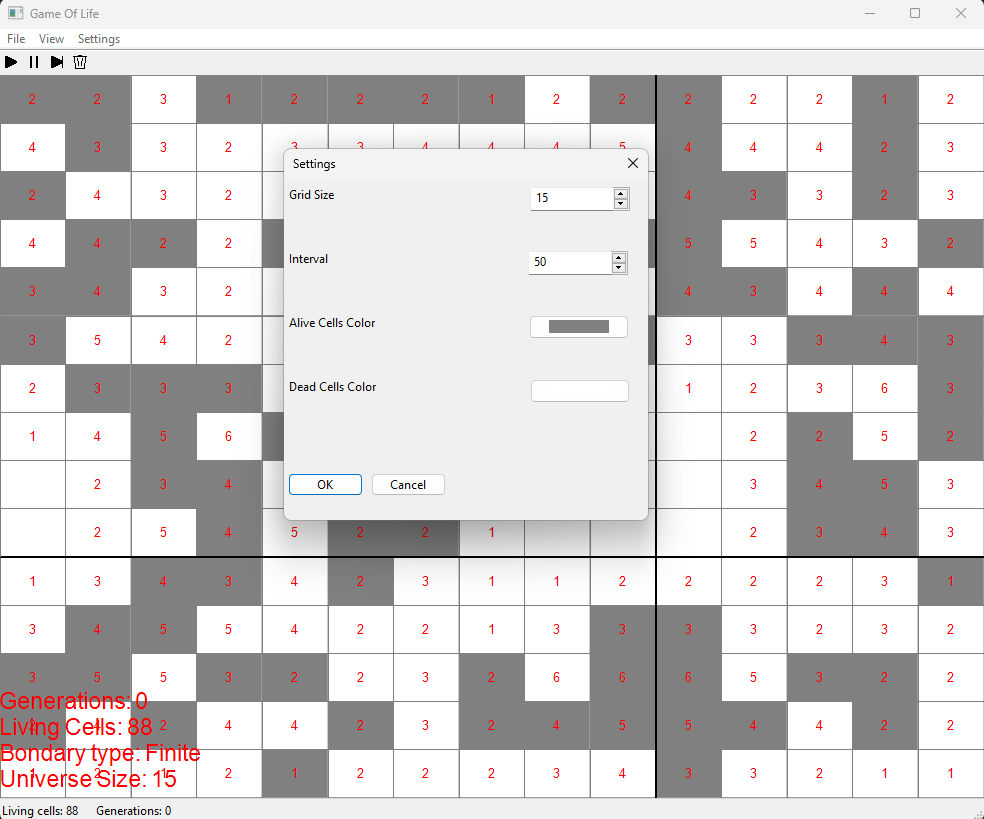 Game Of Life
File View Settings
2 2 3 1 2 2 2 1 2 2 2 2 2 1 2
4 3 3 2 3 3 4 4 4 5 4 4 4 2 3
2 4 3 2 4 3 3 2 3
4 4 2 2 5 5 4 3 2
3 4 3 2 4 3 4 4 4
3 5 4 2 3 3 3 4 3
2 3 3 3 1 2 3 6 3
1 4 5 6 2 2 5 2
2 3 4 3 4 5 3
2 5 4 5 2 2 1 2 3 4 3
1 3 4 3 4 2 3 1 1 2 2 2 2 3 1
3 4 5 5 4 2 2 1 3 3 3 3 2 3 2
3 5 5 3 2 2 3 2 6 6 6 5 3 2 2
2 4 2 4 4 2 3 2 4 5 5 4 4 2 2
1 2 1 2 1 2 2 2 3 4 3 3 2 1 1
Settings
Grid Size 15
Interval 50
Alive Cells Color
Dead Cells Color
OK Cancel
Generations: 0
Living Cells: 88
Bondary type: Finite
Universe Size: 15
Living cells: 88 Generations: 0